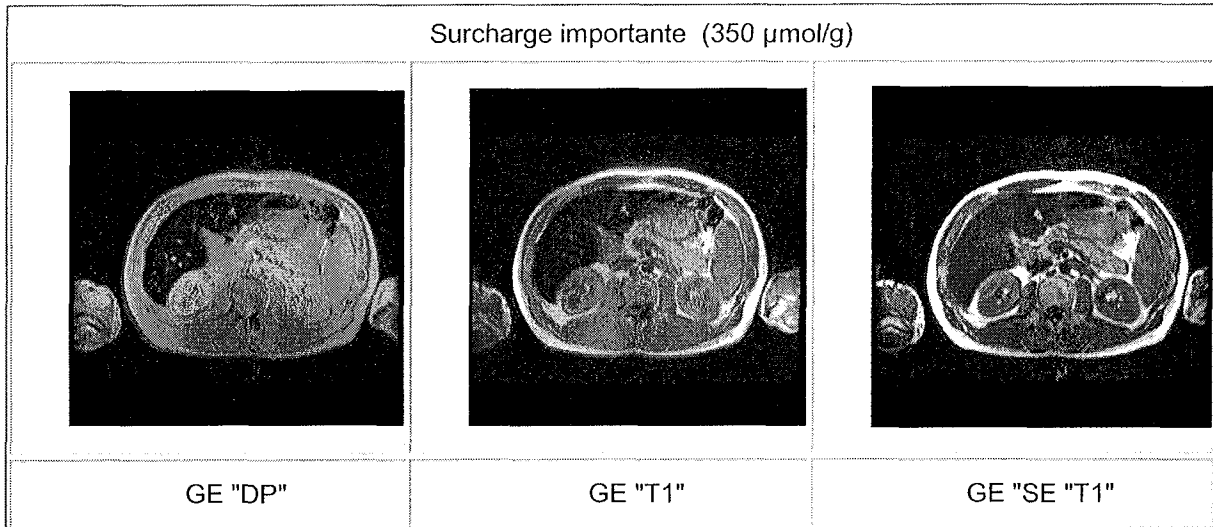 Surcharge importante (350 µmol/g)
GE "DP"
GE "T1"
GE "SE "T1"